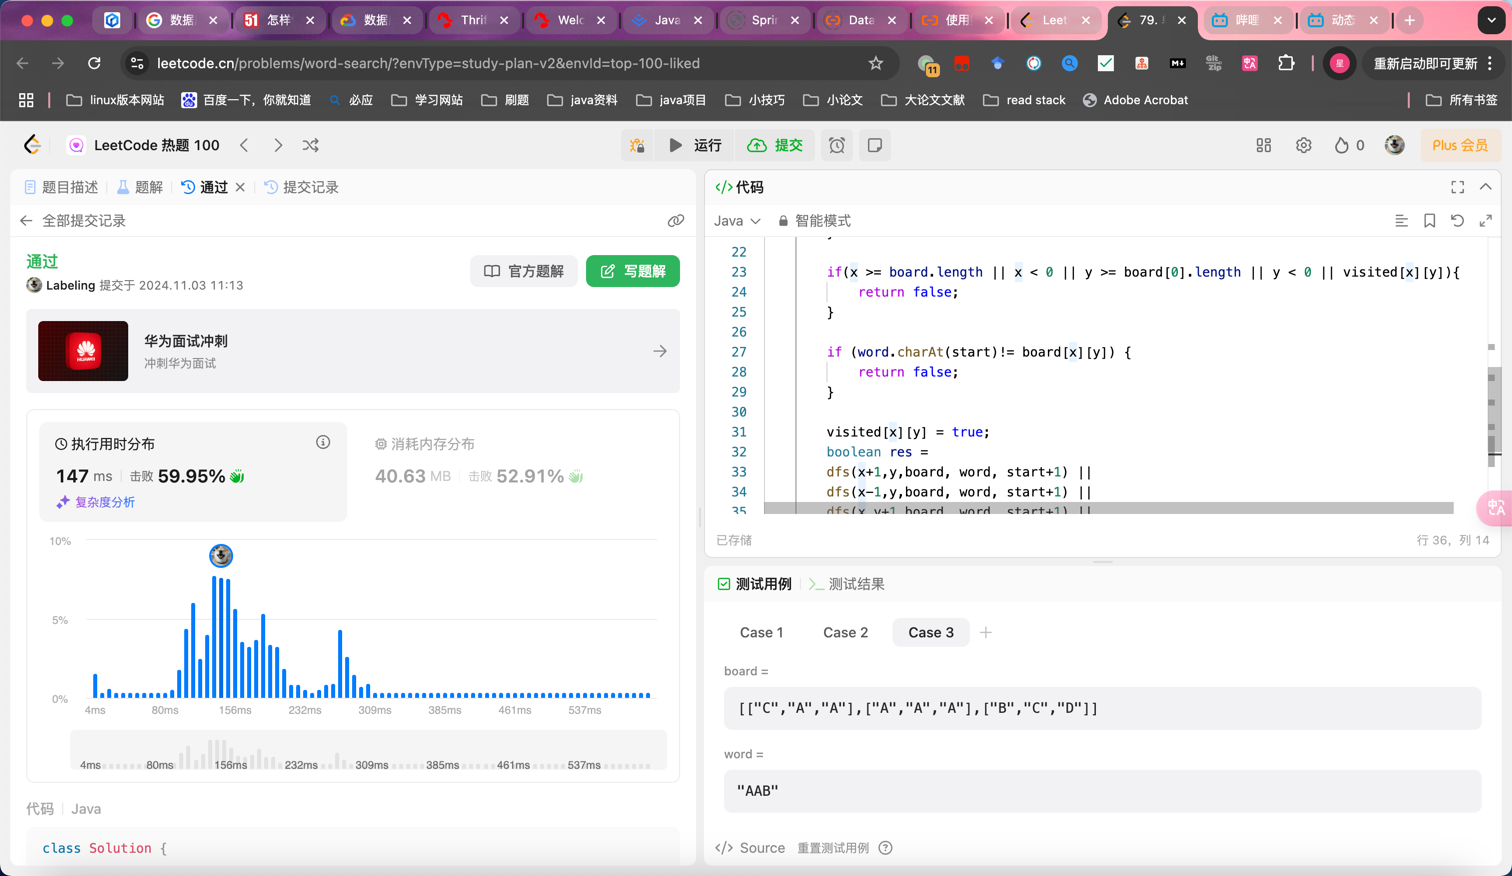 数据
怎样
数据
Thrif
Welc
Java
Sprin
Data
使用
Leet
79.
哔哩
动态
leetcode.cn/problems/word-search/?envType=study-plan-v2&envId=top-100-liked
11
重新启动即可更新
linux版本网站
百度一下，你就知道
必应
学习网站
刷题
java资料
java项目
小技巧
小论文
大论文文献
read stack
Adobe Acrobat
所有书签
LeetCode 热题 100
运行
提交
0
Plus 会员
题目描述
题解
通过
提交记录
全部提交记录
通过
官方题解
写题解
Labeling 提交于 2024.11.03 11:13
HUAWEI
华为面试冲刺
冲刺华为面试
执行用时分布
147 ms
击败 59.95%
复杂度分析
消耗内存分布
40.63 MB
击败 52.91%
10%
5%
0%
4ms 80ms 156ms 232ms 309ms 385ms 461ms 537ms
4ms 80ms 156ms 232ms 309ms 385ms 461ms 537ms
代码
Java
class Solution {
代码
Java
智能模式
22
23 if(x >= board.length || x < 0 || y >= board[0].length || y < 0 || visited[x][y]){
24 return false;
25 }
26
27 if (word.charAt(start)!= board[x][y]) {
28 return false;
29 }
30
31 visited[x][y] = true;
32 boolean res =
33 dfs(x+1,y,board, word, start+1) ||
34 dfs(x-1,y,board, word, start+1) ||
35 dfs(x,y+1,board, word, start+1) ||
已存储
行 36，列 14
测试用例
测试结果
Case 1
Case 2
Case 3
board =
[["C","A","A"],["A","A","A"],["B","C","D"]]
word =
"AAB"
Source
重置测试用例